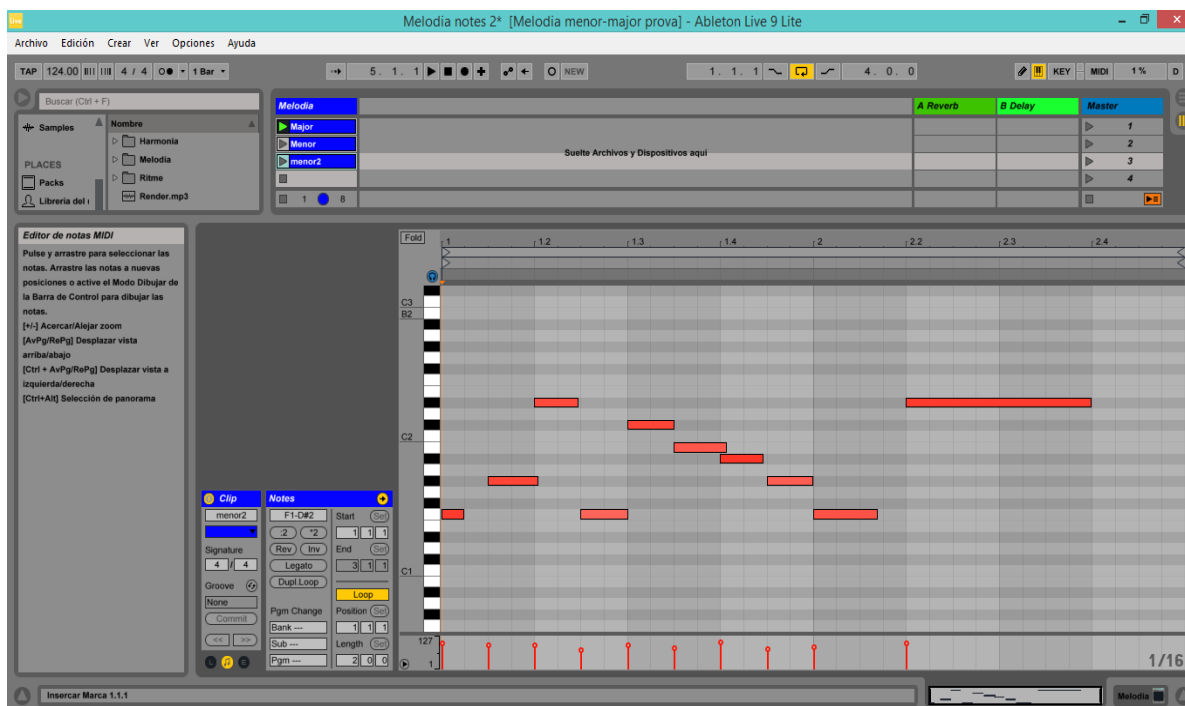 live Melodia notes 2* [Melodia menor-major prova] - Ableton Live 9 Lite
Archivo Edición Crear Ver Opciones Ayuda
TAP 124.00 4 / 4 1 Bar 5. 1. 1 NEW 1. 1. 1 4. 0. 0 KEY MIDI 1 % D
Buscar (Ctrl + F)
Samples
PLACES
Packs
Libreria del
Nombre
Harmonia
Melodia
Ritme
Render.mp3
Melodia A Reverb B Delay Master
Major 1
Menor 2
menor2 3
Suelte Archivos y Dispositivos aquí
4
1 8
Editor de notas MIDI
Pulse y arrastre para seleccionar las
notas. Arrastre las notas a nuevas
posiciones o active el Modo Dibujar de
la Barra de Control para dibujar las
notas.
[+/-] Acercar/Alejar zoom
[AvPg/RePg] Desplazar vista
arriba/abajo
[Ctrl + AvPg/RePg] Desplazar vista a
izquierda/derecha
[Ctrl+Alt] Selección de panorama
Clip
menor2
Signature
4 / 4
Groove
None
Commit
<< >>
L E
Notes
F1-D#2
:2 *2
Rev Inv
Legato
Dupl.Loop
Pgm Change
Bank ---
Sub ---
Pgm ---
Start Set
1 1 1
End Set
3 1 1
Loop
Position Set
1 1 1
Length Set
2 0 0
Fold 1 1.2 1.3 1.4 2 2.2 2.3 2.4
C3
B2
C2
C1
127
1
1/16
Insercar Marca 1.1.1
Melodia